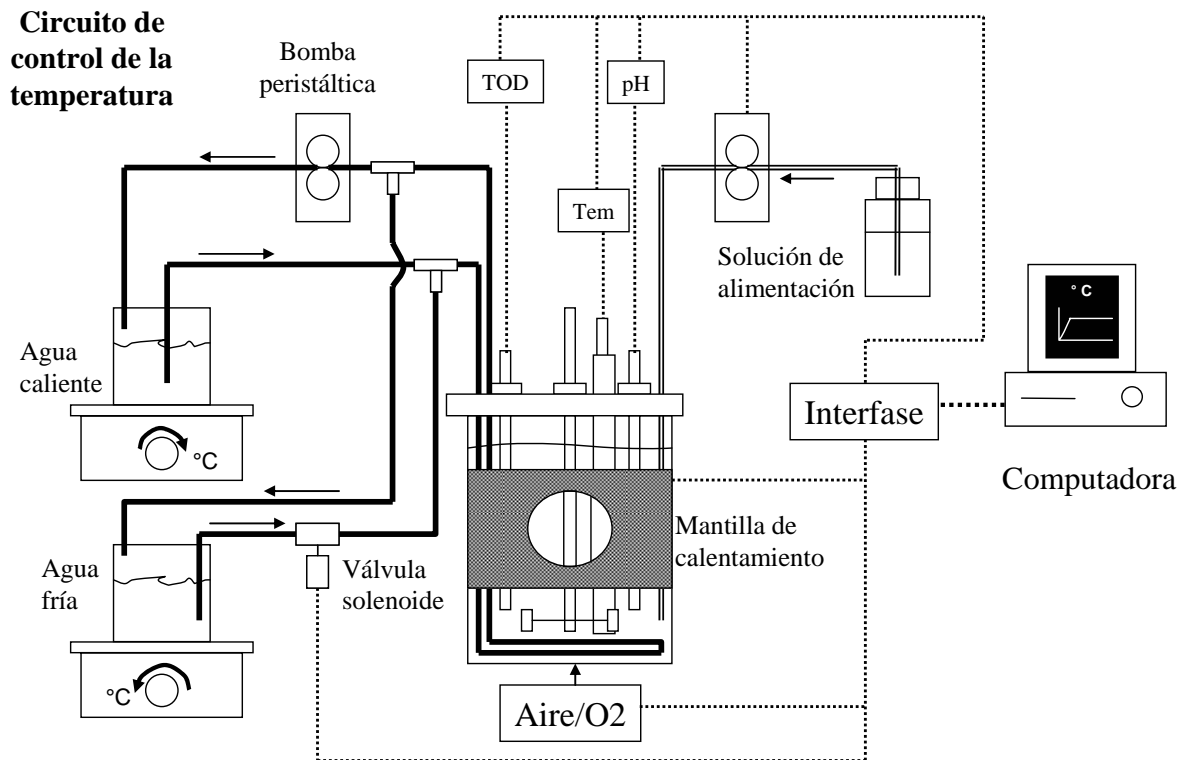 Circuito de
control de la
temperatura
Bomba
peristáltica
TOD
pH
Tem
Solución de
alimentación
° C
Agua
caliente
°C
Interfase
Computadora
Mantilla de
calentamiento
Agua
fría
Válvula
solenoide
°C
Aire/O2